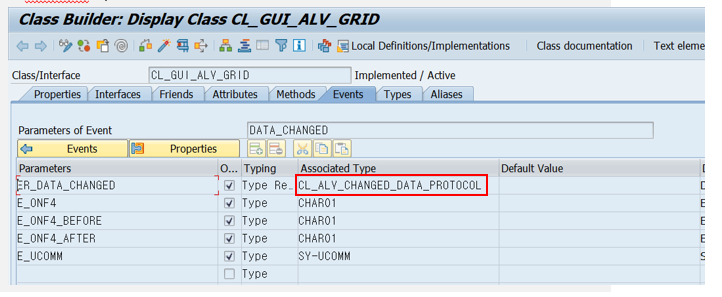 Class Builder: Display Class CL_GUI_ALV_GRID
Local Definitions/Implementations Class documentation Text eleme
Class/Interface CL_GUI_ALV_GRID Implemented / Active
Properties Interfaces Friends Attributes Methods Events Types Aliases
Parameters of Event DATA_CHANGED
Events Properties
Parameters O... Typing Associated Type Default Value D
ER_DATA_CHANGED Type Re… CL_ALV_CHANGED_DATA_PROTOCOL D
E_ONF4 Type CHAR01 E
E_ONF4_BEFORE Type CHAR01 E
E_ONF4_AFTER Type CHAR01 E
E_UCOMM Type SY-UCOMM S
Type